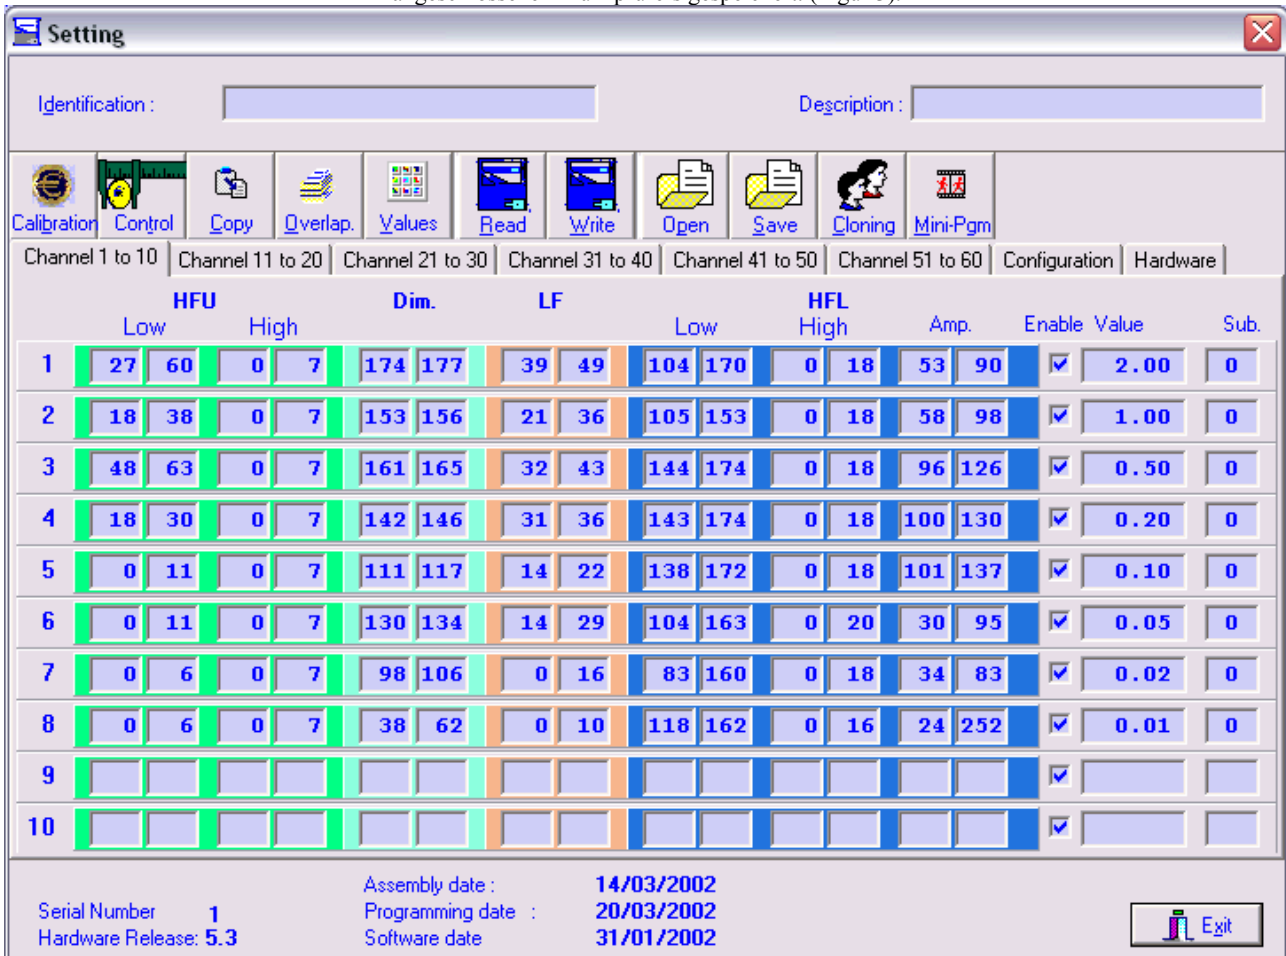 Setting
Identification :
Description :
Calibration Control Copy Overlap. Values Read Write Open Save Cloning Mini-Pgm
Channel 1 to 10 Channel 11 to 20 Channel 21 to 30 Channel 31 to 40 Channel 41 to 50 Channel 51 to 60 Configuration Hardware
HFU Dim. LF HFL
Low High Low High Amp. Enable Value Sub.
1 27 60 0 7 174 177 39 49 104 170 0 18 53 90 2.00 0
2 18 38 0 7 153 156 21 36 105 153 0 18 58 98 1.00 0
3 48 63 0 7 161 165 32 43 144 174 0 18 96 126 0.50 0
4 18 30 0 7 142 146 31 36 143 174 0 18 100 130 0.20 0
5 0 11 0 7 111 117 14 22 138 172 0 18 101 137 0.10 0
6 0 11 0 7 130 134 14 29 104 163 0 20 30 95 0.05 0
7 0 6 0 7 98 106 0 16 83 160 0 18 34 83 0.02 0
8 0 6 0 7 38 62 0 10 118 162 0 16 24 252 0.01 0
9
10
Assembly date : 14/03/2002
Serial Number 1 Programming date : 20/03/2002
Hardware Release: 5.3 Software date 31/01/2002
Exit